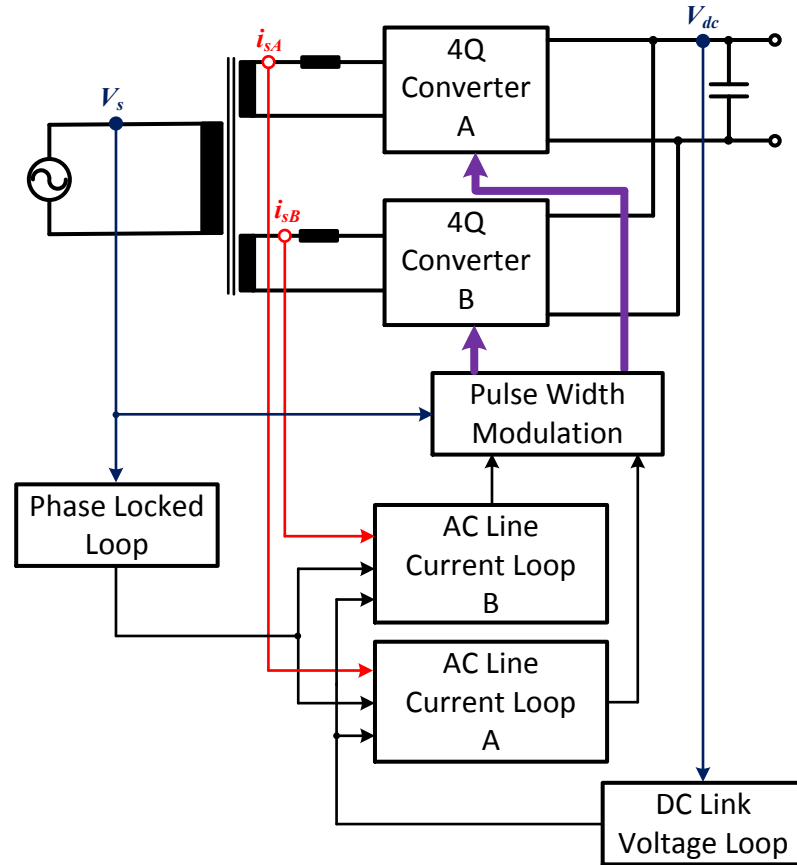 V_dc
i_sA
4Q
Converter
A
V_s
i_sB
4Q
Converter
B
Pulse Width
Modulation
Phase Locked
Loop
AC Line
Current Loop
B
AC Line
Current Loop
A
DC Link
Voltage Loop